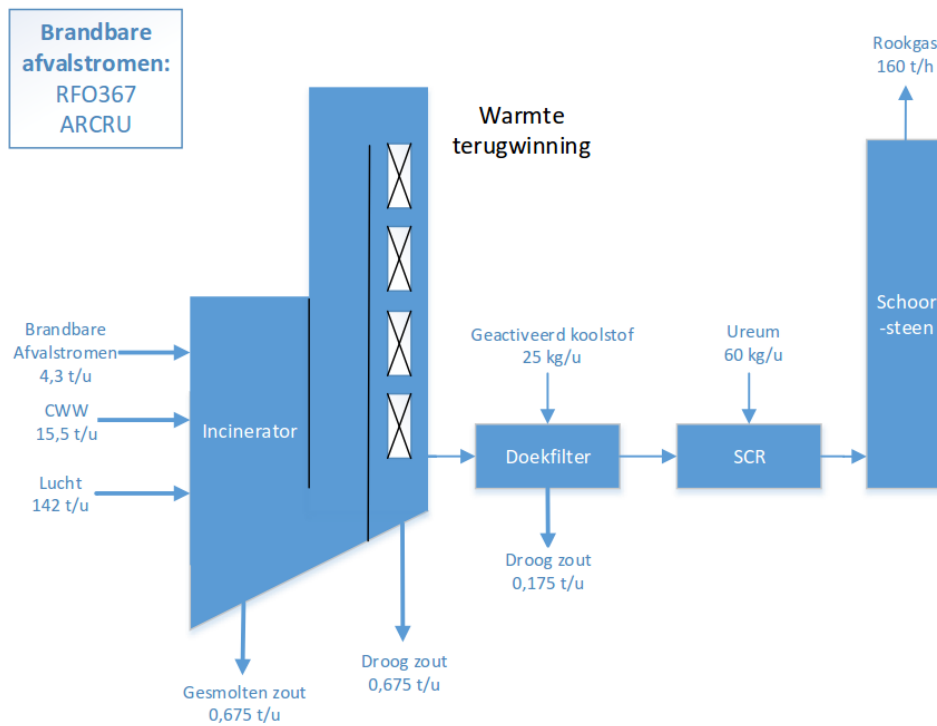 Brandbare
afvalstromen:
RFO367
ARCRU
Warmte
terugwinning
Rookgas
160 t/h
Brandbare
Afvalstromen
4,3 t/u
CWW
15,5 t/u
Lucht
142 t/u
Incinerator
Geactiveerd koolstof
25 kg/u
Ureum
60 kg/u
Doekfilter
SCR
Schoor
-steen
Droog zout
0,175 t/u
Droog zout
0,675 t/u
Gesmolten zout
0,675 t/u